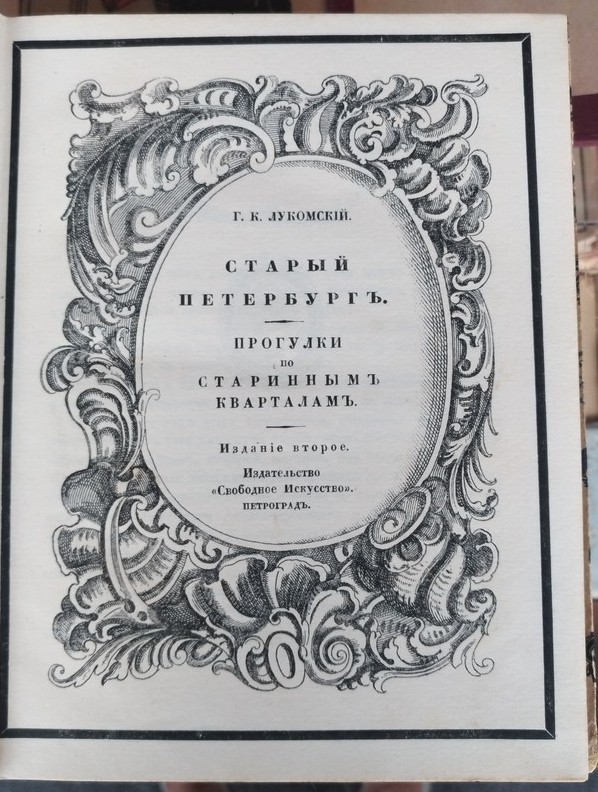 Г. К. ЛУКОМСКІЙ.
СТАРЫЙ
ПЕТЕРБУРГЪ.
ПРОГУЛКИ
ПО
СТАРИННЫМЪ
КВАРТАЛАМЪ.
Изданіе второе.
Издательство
«Свободное Искусство».
ПЕТРОГРАДЪ.